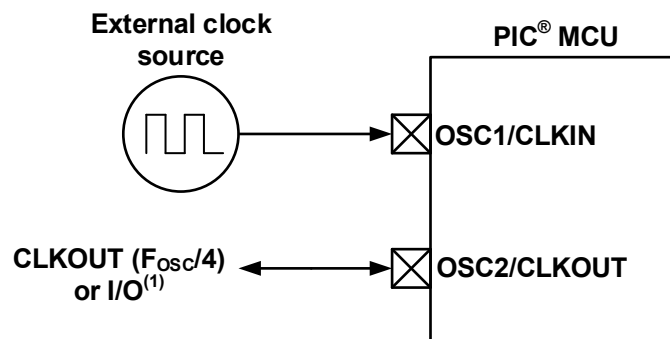 External clock
source
PIC® MCU
OSC1/CLKIN
CLKOUT (FOSC/4)
or I/O(1)
OSC2/CLKOUT